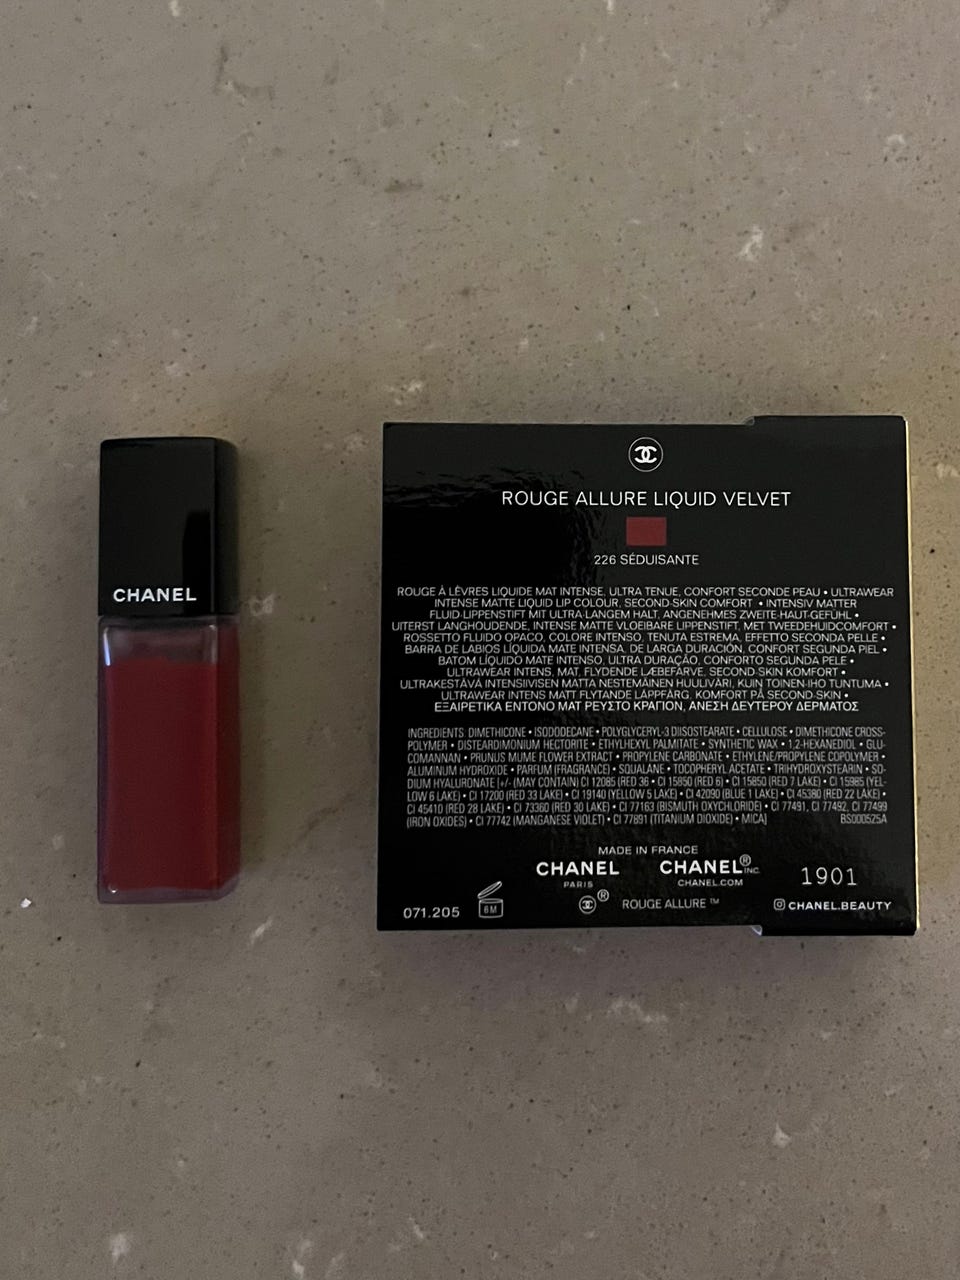 CHANEL
ROUGE ALLURE LIQUID VELVET
226 SÉDUISANTE
ROUGE À LÈVRES LIQUIDE MAT INTENSE, ULTRA TENUE, CONFORT SECONDE PEAU • ULTRAWEAR
INTENSE MATTE LIQUID LIP COLOUR, SECOND-SKIN COMFORT • INTENSIV MATTER
FLUID-LIPPENSTIFT MIT ULTRA-LANGEM HALT, ANGENEHMES ZWEITE-HAUT-GEFÜHL •
UITERST LANGHOUDENDE, INTENSE MATTE VLOEIBARE LIPPENSTIFT, MET TWEEDEHUIDCOMFORT •
ROSSETTO FLUIDO OPACO, COLORE INTENSO, TENUTA ESTREMA, EFFETTO SECONDA PELLE •
BARRA DE LABIOS LÍQUIDA MATE INTENSA, DE LARGA DURACIÓN, CONFORT SEGUNDA PIEL •
BATOM LÍQUIDO MATE INTENSO, ULTRA DURAÇÃO, CONFORTO SEGUNDA PELE •
ULTRAWEAR INTENS, MAT, FLYDENDE LÆBEFARVE, SECOND-SKIN KOMFORT •
ULTRAKESTÄVÄ INTENSIIVISEN MATTA NESTEMÄINEN HUULIVÄRI, KUIN TOINEN IHO TUNTUMA •
ULTRAWEAR INTENS MATT FLYTANDE LÄPPFÄRG, KOMFORT PÅ SECOND-SKIN •
ΕΞΑΙΡΕΤΙΚΑ ΕΝΤΟΝΟ ΜΑΤ ΡΕΥΣΤΟ ΚΡΑΓΙΟΝ, ΑΝΕΣΗ ΔΕΥΤΕΡΟΥ ΔΕΡΜΑΤΟΣ
INGREDIENTS: DIMETHICONE • ISODODECANE • POLYGLYCERYL-3 DIISOSTEARATE • CELLULOSE • DIMETHICONE CROSS-
POLYMER • DISTEARDIMONIUM HECTORITE • ETHYLHEXYL PALMITATE • SYNTHETIC WAX • 1,2-HEXANEDIOL • GLU-
COMANNAN • PRUNUS MUME FLOWER EXTRACT • PROPYLENE CARBONATE • ETHYLENE/PROPYLENE COPOLYMER •
ALUMINUM HYDROXIDE • PARFUM (FRAGRANCE) • SQUALANE • TOCOPHERYL ACETATE • TRIHYDROXYSTEARIN • SO-
DIUM HYALURONATE [+/- (MAY CONTAIN) CI 12085 (RED 36 • CI 15850 (RED 6) • CI 15850 (RED 7 LAKE) • CI 15985 (YEL-
LOW 6 LAKE) • CI 17200 (RED 33 LAKE) • CI 19140 (YELLOW 5 LAKE) • CI 42090 (BLUE 1 LAKE) • CI 45380 (RED 22 LAKE) •
CI 45410 (RED 28 LAKE) • CI 73360 (RED 30 LAKE) • CI 77163 (BISMUTH OXYCHLORIDE) • CI 77491, CI 77492, CI 77499
(IRON OXIDES) • CI 77742 (MANGANESE VIOLET) • CI 77891 (TITANIUM DIOXIDE) • MICA] BS000525A
MADE IN FRANCE
CHANEL CHANEL® INC. 1901
PARIS CHANEL.COM
071.205 6M ® ROUGE ALLURE ™ CHANEL.BEAUTY